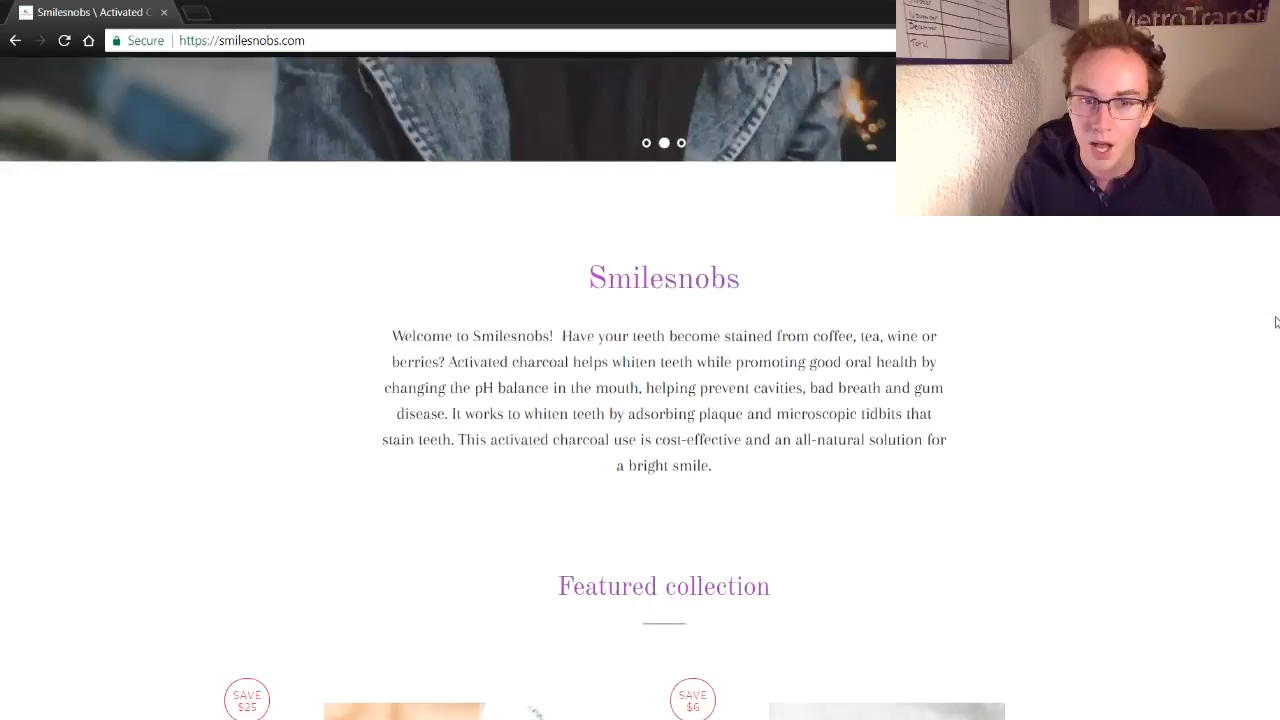 Smilesnobs \ Activated C
Secure
https://smilesnobs.com
November
December
Total
MetroTransit
Smilesnobs
Welcome to Smilesnobs!  Have your teeth become stained from coffee, tea, wine or
berries? Activated charcoal helps whiten teeth while promoting good oral health by
changing the pH balance in the mouth, helping prevent cavities, bad breath and gum
disease. It works to whiten teeth by adsorbing plaque and microscopic tidbits that
stain teeth. This activated charcoal use is cost-effective and an all-natural solution for
a bright smile.
Featured collection
SAVE
$25
SAVE
$6